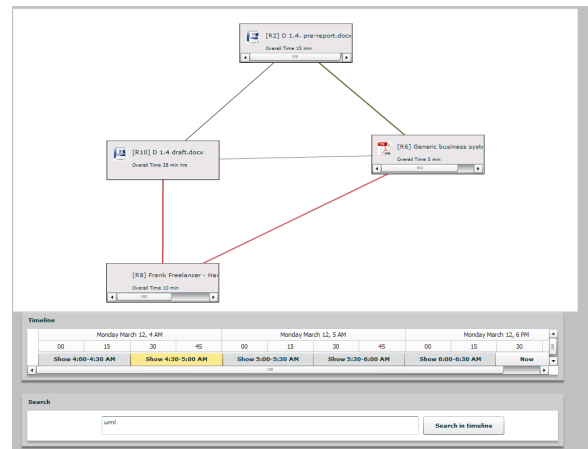 [R2] D 1.4. pre-report.docx
Overall Time 15 min
[R10] D 1.4 draft.docx
Overall Time 28 min hrs
[R6] Generic business syst
Overall Time 5 min
[R8] Frank Freelancer - Ha
Overall Time 10 min
Timeline
Monday March 12, 4 AM Monday March 12, 5 AM Monday March 12, 6 PM
00 15 30 45 00 15 30 45 00 15 30
Show 4:00-4:30 AM Show 4:30-5:00 AM Show 5:00-5:30 AM Show 5:30-6:00 AM Show 6:00-6:30 AM Now
Search
uml Search in timeline